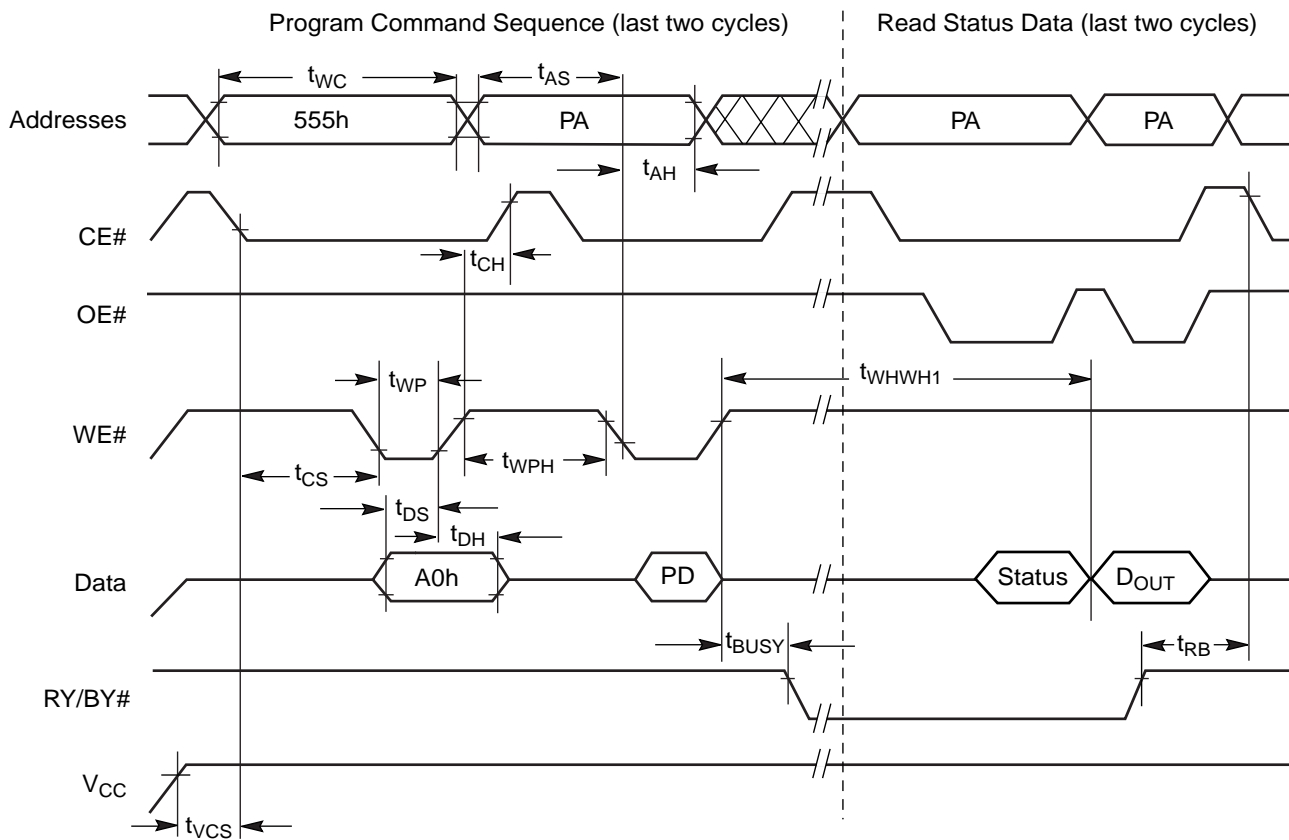 Program Command Sequence (last two cycles)
Read Status Data (last two cycles)
tWC
tAS
Addresses
555h
PA
PA
PA
tAH
CE#
tCH
OE#
tWP
tWHWH1
WE#
tCS
tWPH
tDS
tDH
Data
A0h
PD
Status
DOUT
tBUSY
tRB
RY/BY#
VCC
tVCS